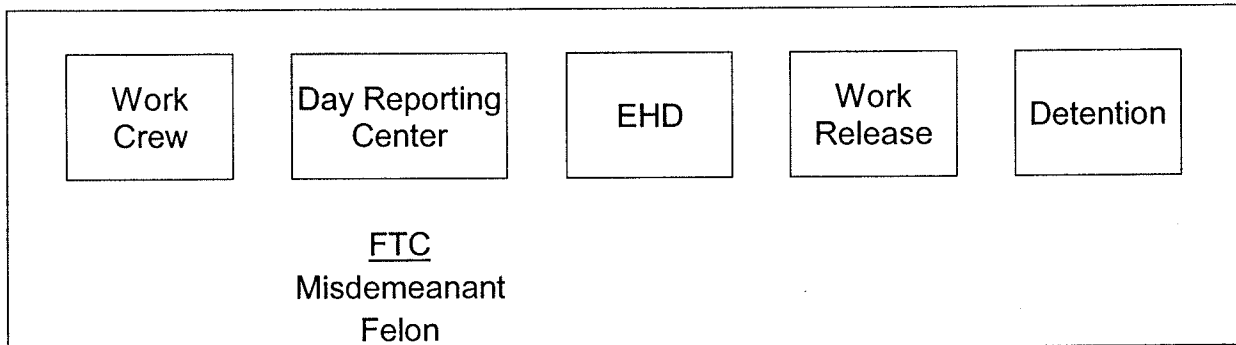 Work
Crew
Day Reporting
Center
EHD
Work
Release
Detention
FTC
Misdemeanant
Felon